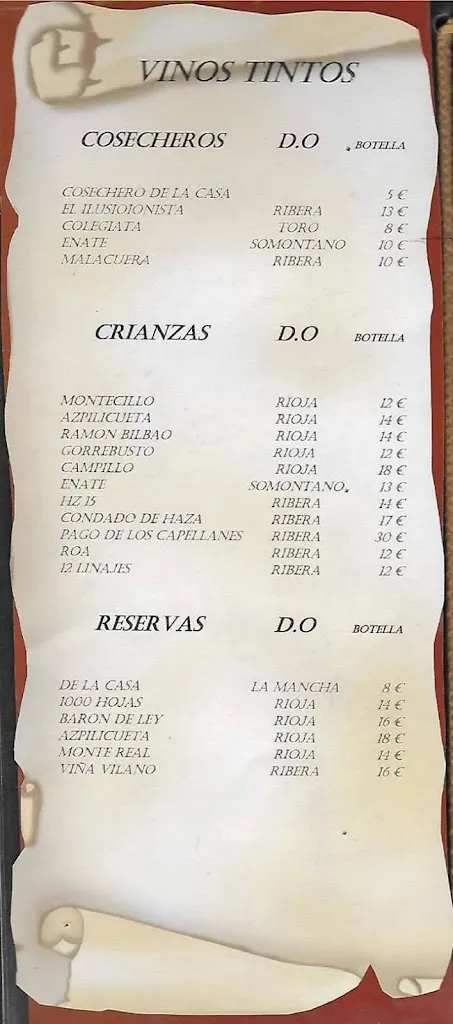 VINOS TINTOS
COSECHEROS D.O BOTELLA
COSECHERO DE LA CASA 5 €
EL ILUSIOIONISTA RIBERA 13 €
COLEGIATA TORO 8 €
ENATE SOMONTANO 10 €
MALACUERA RIBERA 10 €
CRIANZAS D.O BOTELLA
MONTECILLO RIOJA 12 €
AZPILICUETA RIOJA 14 €
RAMON BILBAO RIOJA 14 €
GORREBUSTO RIOJA 12 €
CAMPILLO RIOJA 18 €
ENATE SOMONTANO 13 €
HZ 15 RIBERA 14 €
CONDADO DE HAZA RIBERA 17 €
PAGO DE LOS CAPELLANES RIBERA 30 €
ROA RIBERA 12 €
12 LINAJES RIBERA 12 €
RESERVAS D.O BOTELLA
DE LA CASA LA MANCHA 8 €
1000 HOJAS RIOJA 14 €
BARON DE LEY RIOJA 16 €
AZPILICUETA RIOJA 18 €
MONTE REAL RIOJA 14 €
VIÑA VILANO RIBERA 16 €